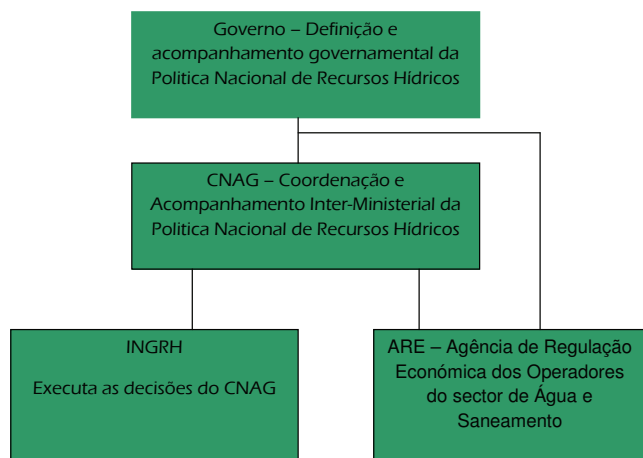 Governo – Definição e
acompanhamento governamental da
Politica Nacional de Recursos Hídricos
CNAG – Coordenação e
Acompanhamento Inter-Ministerial da
Politica Nacional de Recursos Hídricos
INGRH
Executa as decisões do CNAG
ARE – Agência de Regulação
Económica dos Operadores
do sector de Água e
Saneamento